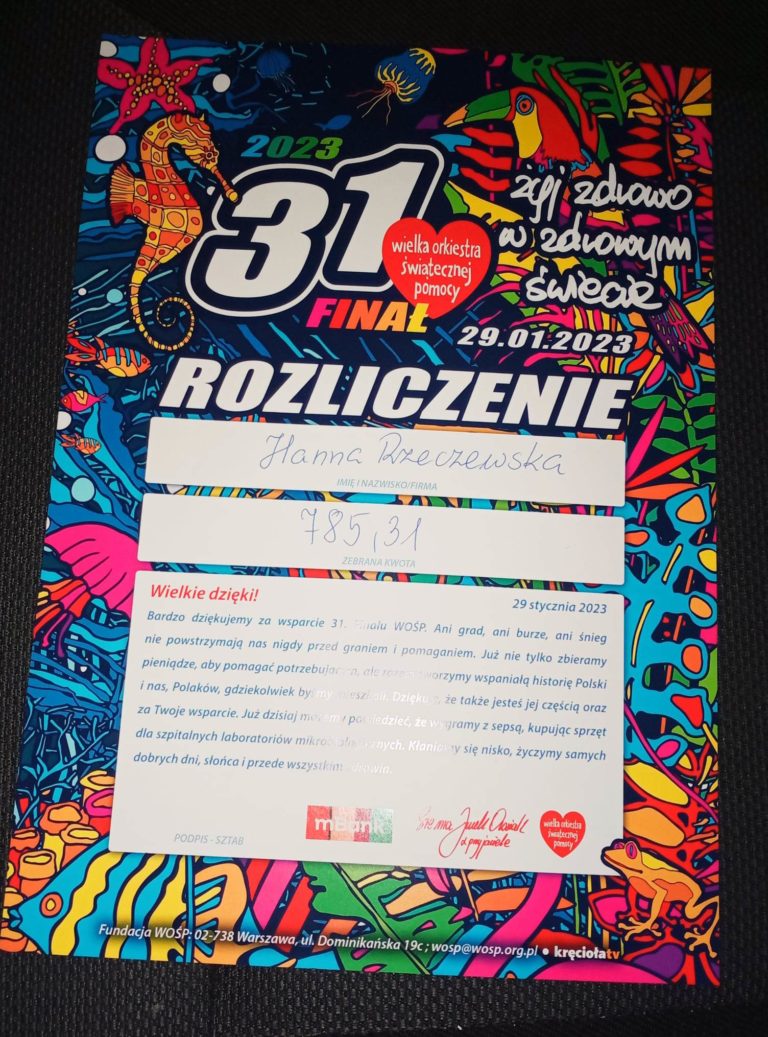 2023
31
FINAŁ
wielka orkiestra
świątecznej
pomocy
żyj zdrowo
w zdrowym
świecie
29.01.2023
ROZLICZENIE
Hanna Rzeczewska
IMIĘ I NAZWISKO/FIRMA
785,31
ZEBRANA KWOTA
Wielkie dzięki!
29 stycznia 2023
Bardzo dziękujemy za wsparcie 31. Finału WOŚP. Ani grad, ani burze, ani śnieg
nie powstrzymają nas nigdy przed graniem i pomaganiem. Już nie tylko zbieramy
pieniądze, aby pomagać potrzebującym, ale razem tworzymy wspaniałą historię Polski
i nas, Polaków, gdziekolwiek byśmy mieszkali. Dziękuję, że także jesteś jej częścią oraz
za Twoje wsparcie. Już dzisiaj możemy powiedzieć, że wygramy z sepsą, kupując sprzęt
dla szpitalnych laboratoriów mikrobiologicznych. Kłaniamy się nisko, życzymy samych
dobrych dni, słońca i przede wszystkim zdrowia.
PODPIS - SZTAB
mBank
Sie ma Jurek Owsiak
z przyjaciele
wielka orkiestra
świątecznej
pomocy
Fundacja WOŚP: 02-738 Warszawa, ul. Dominikańska 19c ; wosp@wosp.org.pl • kręciołatv